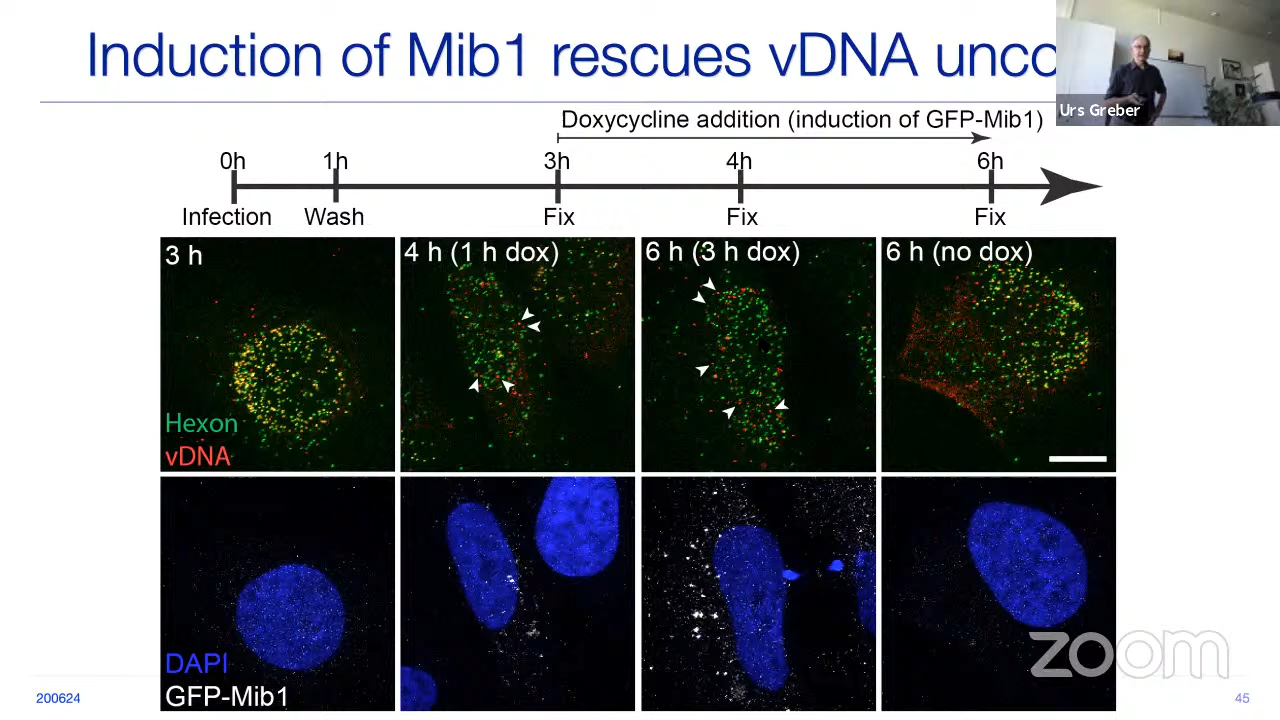 Induction of Mib1 rescues vDNA unco
Urs Greber
Doxycycline addition (induction of GFP-Mib1)
0h 1h 3h 4h 6h
Infection Wash Fix Fix Fix
3 h 4 h (1 h dox) 6 h (3 h dox) 6 h (no dox)
Hexon
vDNA
DAPI
GFP-Mib1
zoom
200624 45